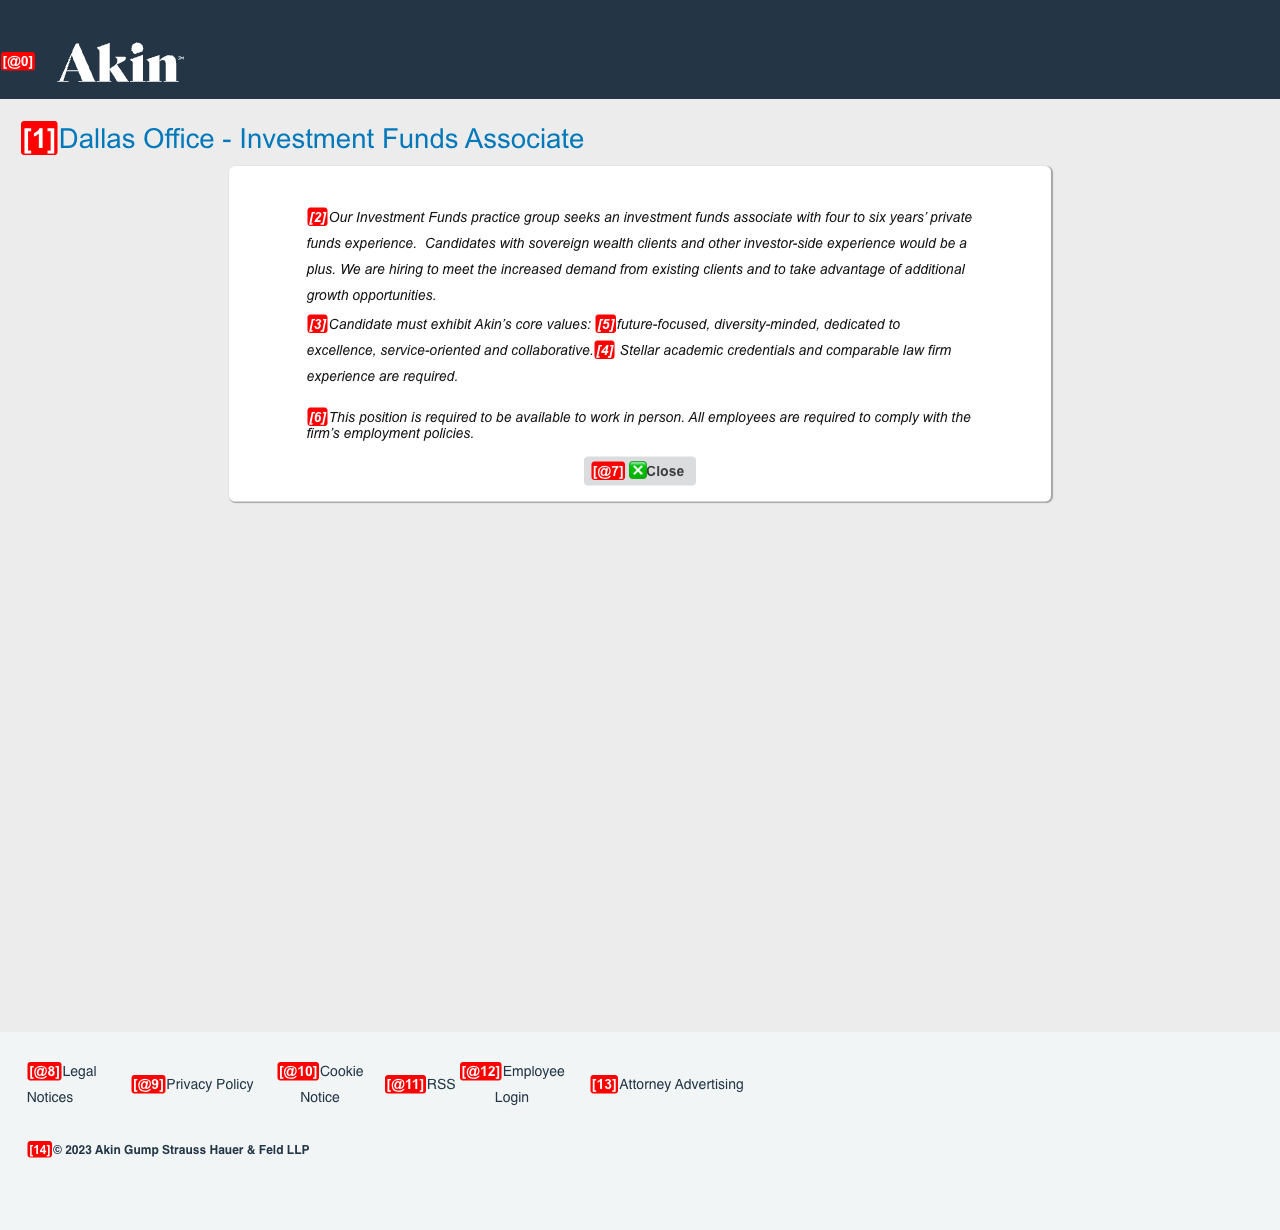 [@0] Akin℠
[1]Dallas Office - Investment Funds Associate
[2]Our Investment Funds practice group seeks an investment funds associate with four to six years’ private
funds experience.  Candidates with sovereign wealth clients and other investor-side experience would be a
plus. We are hiring to meet the increased demand from existing clients and to take advantage of additional
growth opportunities.
[3]Candidate must exhibit Akin’s core values: [5]future-focused, diversity-minded, dedicated to
excellence, service-oriented and collaborative.[4] Stellar academic credentials and comparable law firm
experience are required.
[6]This position is required to be available to work in person. All employees are required to comply with the
firm’s employment policies.
[@7] Close
[@8]Legal
Notices
[@9]Privacy Policy
[@10]Cookie
Notice
[@11]RSS
[@12]Employee
Login
[13]Attorney Advertising
[14]© 2023 Akin Gump Strauss Hauer & Feld LLP